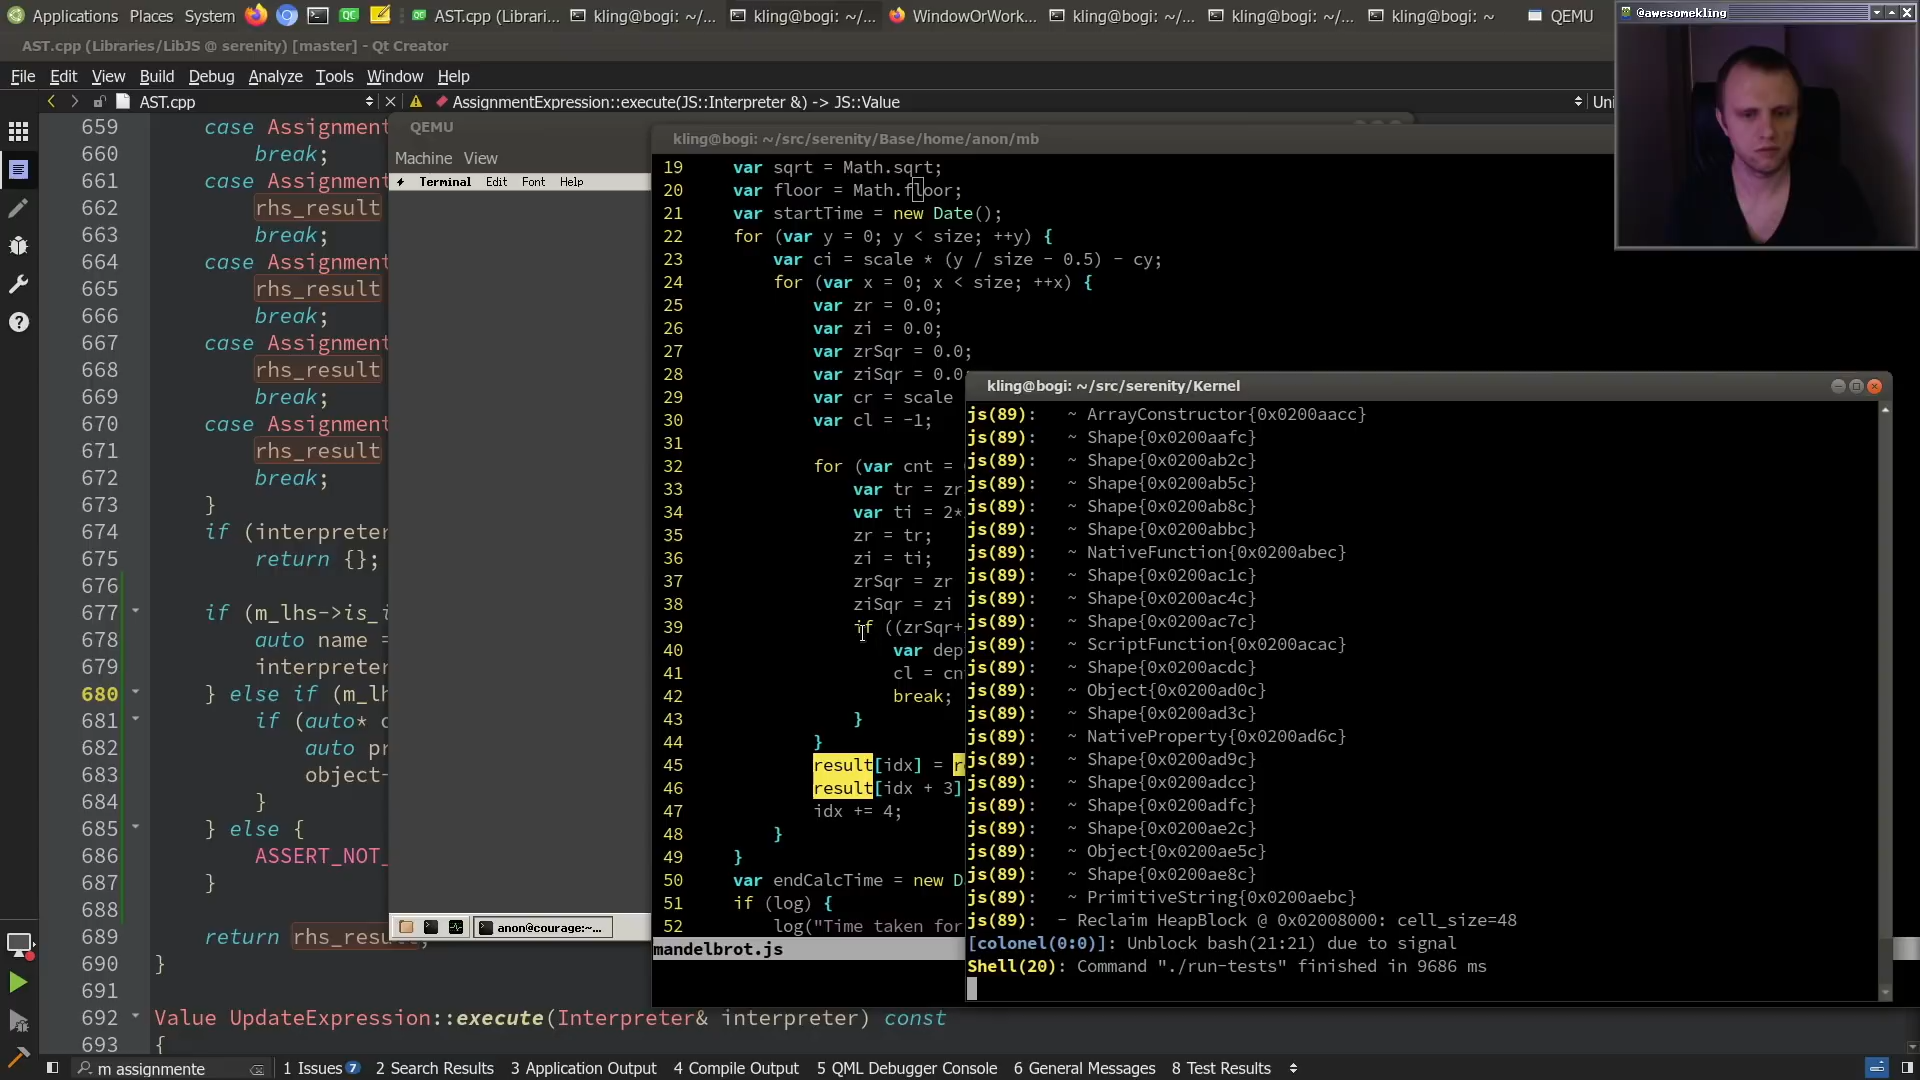 Applications Places System AST.cpp (Librari... kling@bogi: ~/... kling@bogi: ~/... WindowOrWork... kling@bogi: ~/... kling@bogi: ~/... kling@bogi: ~ QEMU
@awesomekling
AST.cpp (Libraries/LibJS @ serenity) [master] - Qt Creator
File Edit View Build Debug Analyze Tools Window Help
AST.cpp AssignmentExpression::execute(JS::Interpreter &) -> JS::Value
659 case Assignment
660 break;
661 case Assignment
662 rhs_result
663 break;
664 case Assignment
665 rhs_result
666 break;
667 case Assignment
668 rhs_result
669 break;
670 case Assignment
671 rhs_result
672 break;
673 }
674 if (interpreter
675 return {};
676
677 if (m_lhs->is_i
678 auto name =
679 interpreter
680 } else if (m_lh
681 if (auto* o
682 auto pr
683 object-
684 }
685 } else {
686 ASSERT_NOT_
687 }
688
689 return rhs_result;
690 }
691
692 Value UpdateExpression::execute(Interpreter& interpreter) const
693 {
QEMU
Machine View
Terminal Edit Font Help
anon@courage:~...
kling@bogi: ~/src/serenity/Base/home/anon/mb
19 var sqrt = Math.sqrt;
20 var floor = Math.floor;
21 var startTime = new Date();
22 for (var y = 0; y < size; ++y) {
23 var ci = scale * (y / size - 0.5) - cy;
24 for (var x = 0; x < size; ++x) {
25 var zr = 0.0;
26 var zi = 0.0;
27 var zrSqr = 0.0;
28 var ziSqr = 0.0;
29 var cr = scale
30 var cl = -1;
31
32 for (var cnt =
33 var tr = zr
34 var ti = 2*
35 zr = tr;
36 zi = ti;
37 zrSqr = zr
38 ziSqr = zi
39 if ((zrSqr+
40 var dep
41 cl = cn
42 break;
43 }
44 }
45 result[idx] = r
46 result[idx + 3]
47 idx += 4;
48 }
49 }
50 var endCalcTime = new D
51 if (log) {
52 log("Time taken for
mandelbrot.js
kling@bogi: ~/src/serenity/Kernel
js(89): ~ ArrayConstructor{0x0200aacc}
js(89): ~ Shape{0x0200aafc}
js(89): ~ Shape{0x0200ab2c}
js(89): ~ Shape{0x0200ab5c}
js(89): ~ Shape{0x0200ab8c}
js(89): ~ Shape{0x0200abbc}
js(89): ~ NativeFunction{0x0200abec}
js(89): ~ Shape{0x0200ac1c}
js(89): ~ Shape{0x0200ac4c}
js(89): ~ Shape{0x0200ac7c}
js(89): ~ ScriptFunction{0x0200acac}
js(89): ~ Shape{0x0200acdc}
js(89): ~ Object{0x0200ad0c}
js(89): ~ Shape{0x0200ad3c}
js(89): ~ NativeProperty{0x0200ad6c}
js(89): ~ Shape{0x0200ad9c}
js(89): ~ Shape{0x0200adcc}
js(89): ~ Shape{0x0200adfc}
js(89): ~ Shape{0x0200ae2c}
js(89): ~ Object{0x0200ae5c}
js(89): ~ Shape{0x0200ae8c}
js(89): ~ PrimitiveString{0x0200aebc}
js(89): - Reclaim HeapBlock @ 0x02008000: cell_size=48
[colonel(0:0)]: Unblock bash(21:21) due to signal
Shell(20): Command "./run-tests" finished in 9686 ms
m assignmente 1 Issues 7 2 Search Results 3 Application Output 4 Compile Output 5 QML Debugger Console 6 General Messages 8 Test Results